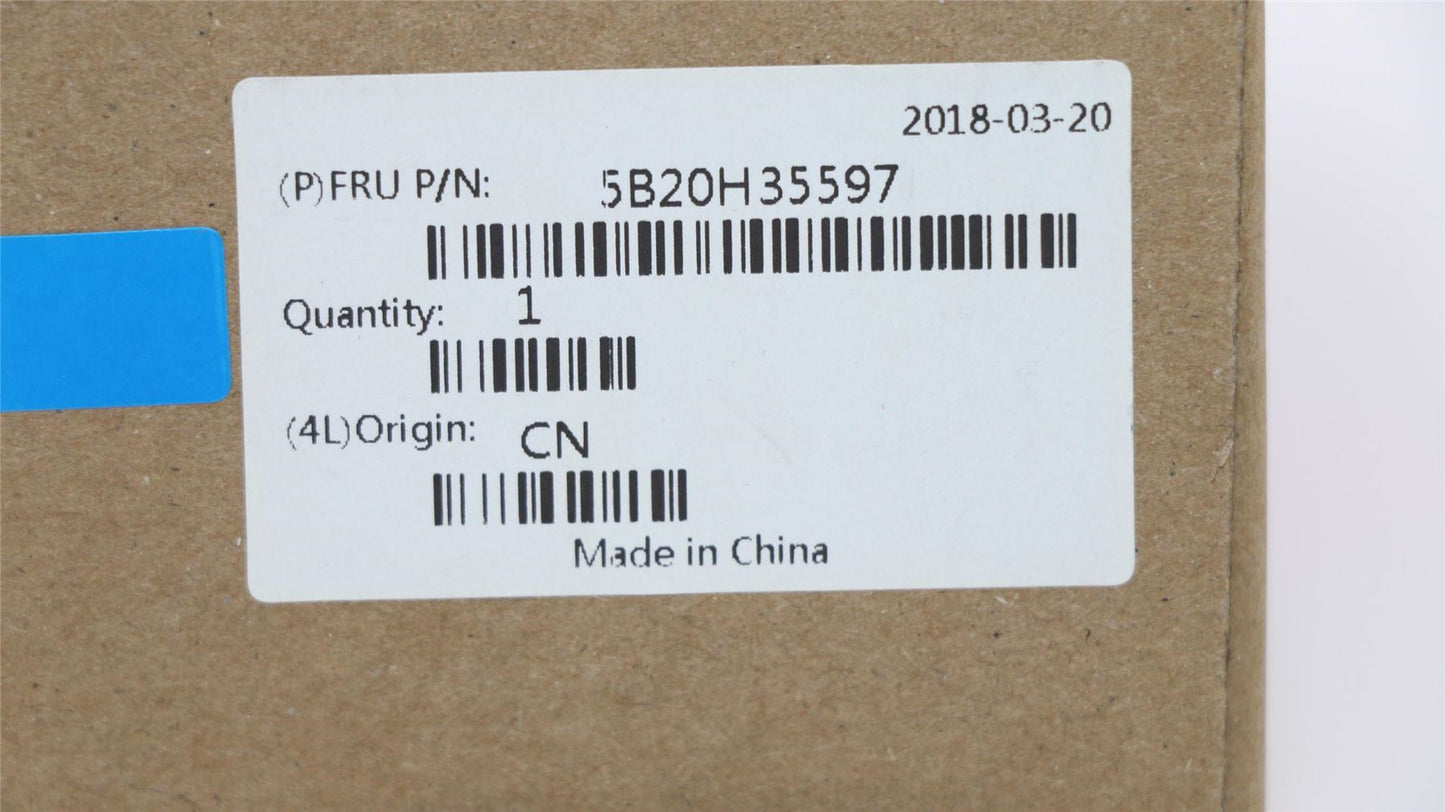 2018-03-20
(P)FRU P/N: 5B20H35597
Quantity: 1
(4L)Origin: CN
Made in China